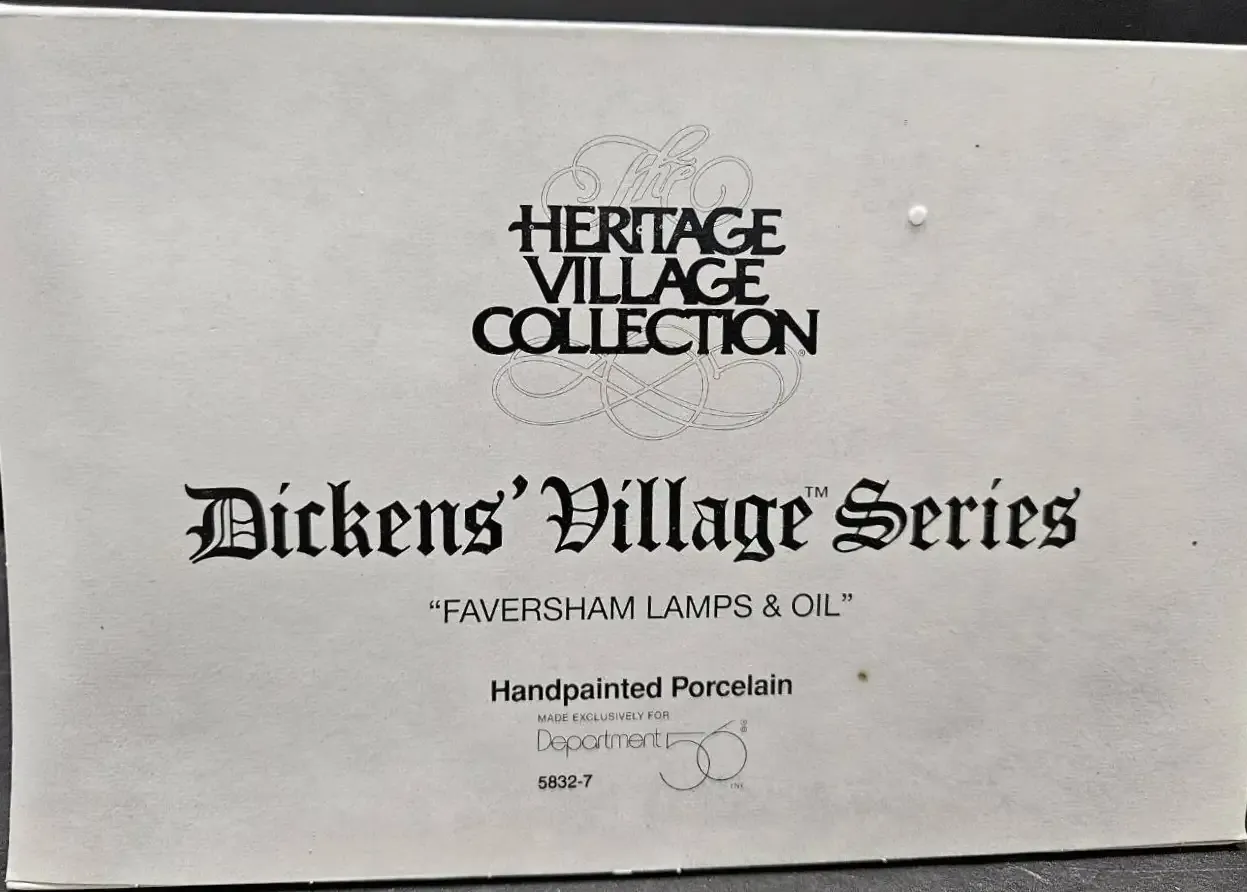 The
HERITAGE
VILLAGE
COLLECTION®
Dickens' Village™ Series
“FAVERSHAM LAMPS & OIL”
Handpainted Porcelain
MADE EXCLUSIVELY FOR
Department 56®
INC
5832-7